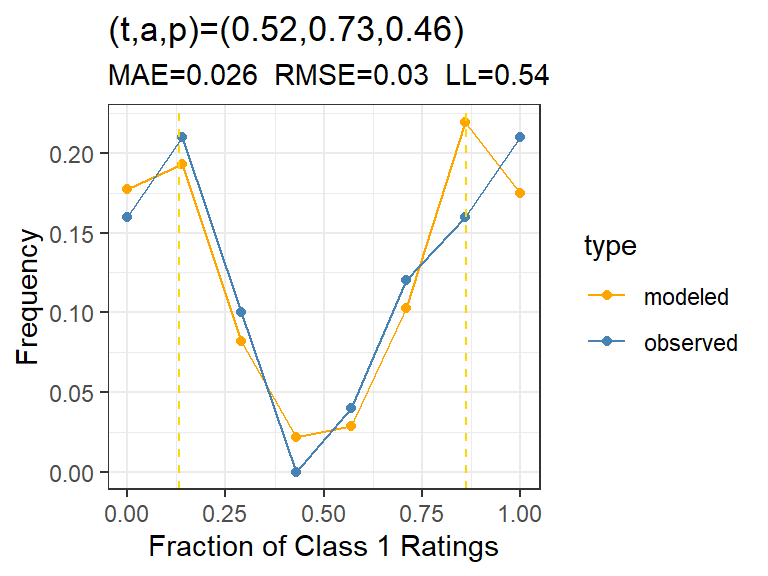 (t,a,p)=(0.52,0.73,0.46)
MAE=0.026  RMSE=0.03  LL=0.54
0.20
0.15
0.10
0.05
0.00
Frequency
0.00 0.25 0.50 0.75 1.00
Fraction of Class 1 Ratings
type
modeled
observed